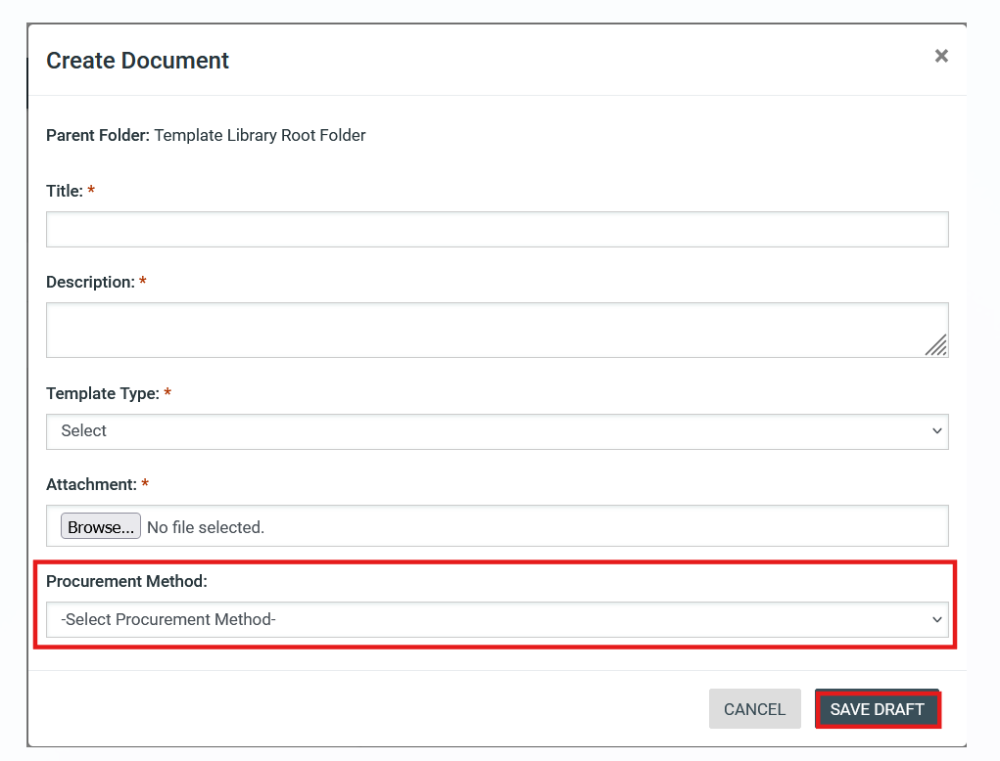 Create Document
×
Parent Folder: Template Library Root Folder
Title: *
Description: *
Template Type: *
Select
Attachment: *
Browse... No file selected.
Procurement Method:
-Select Procurement Method-
CANCEL SAVE DRAFT